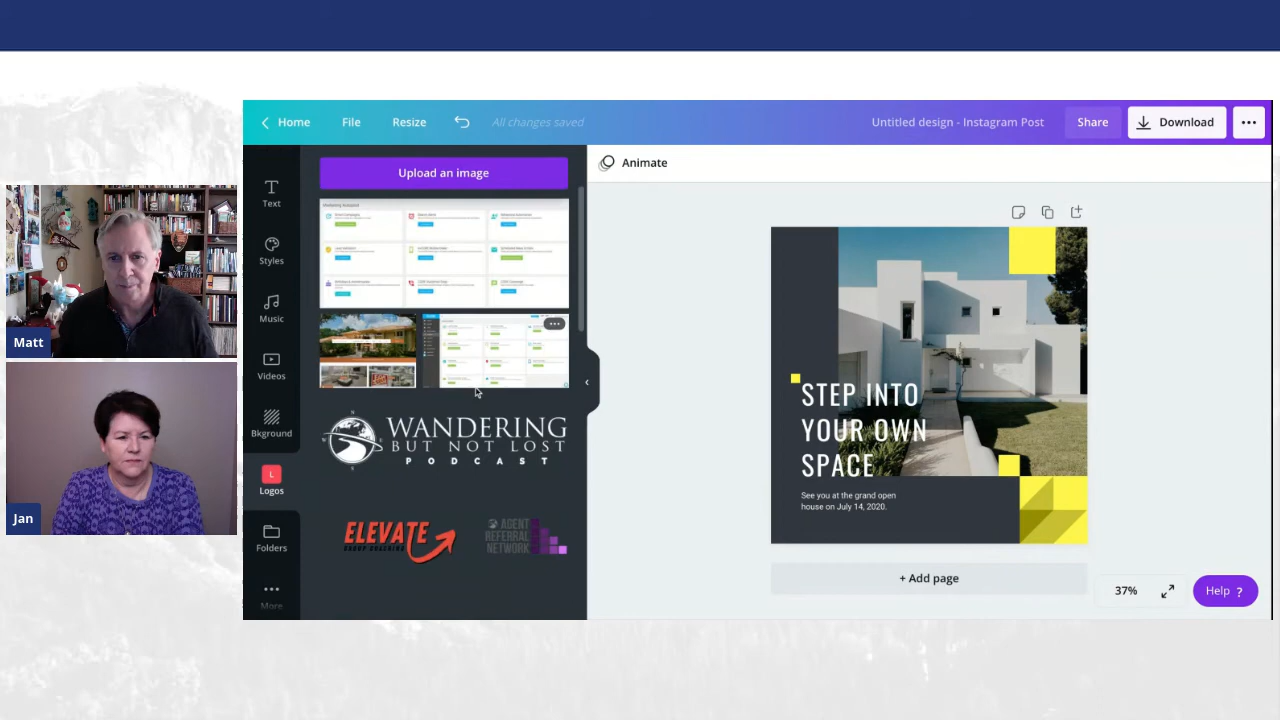 Home
File
Resize
All changes saved
Untitled design - Instagram Post
Share
Download
Animate
Text
Styles
Music
Videos
Bkground
L
Logos
Folders
More
Upload an image
WANDERING
BUT NOT LOST
PODCAST
ELEVATE
GROUP COACHING
AGENT
REFERRAL
NETWORK
STEP INTO
YOUR OWN
SPACE
See you at the grand open
house on July 14, 2020.
+ Add page
37%
Help ?
Matt
Jan